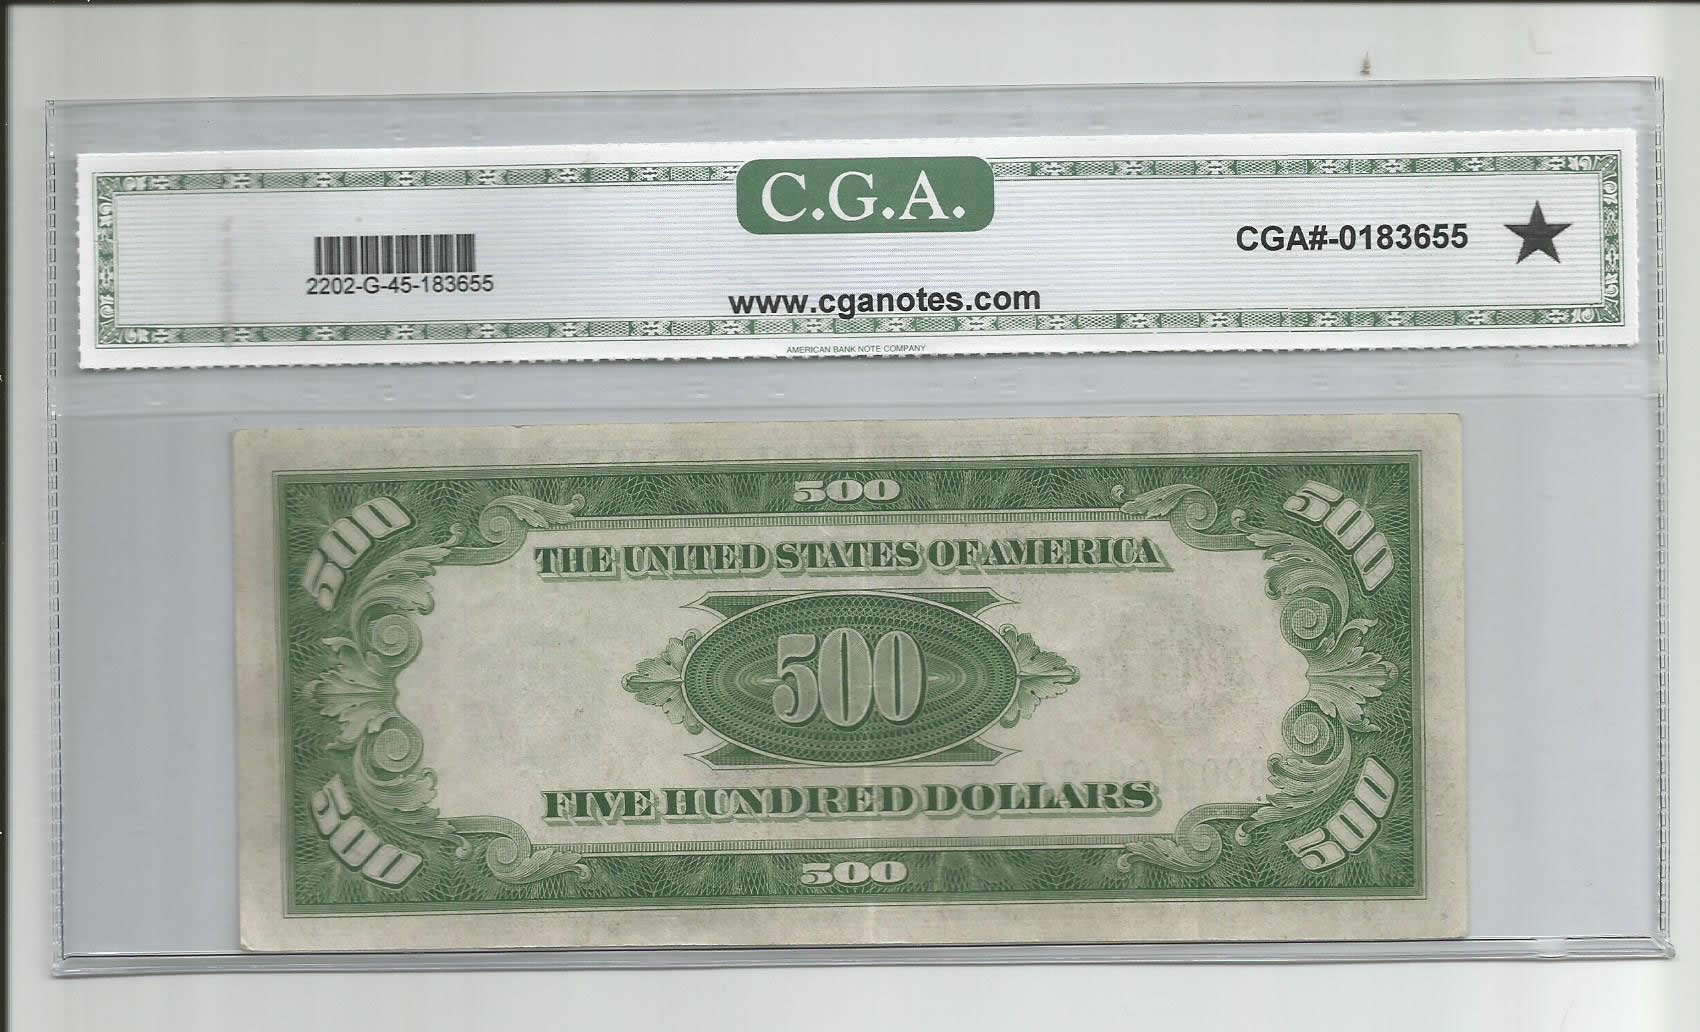 C.G.A.
CGA#-0183655
2202-G-45-183655
www.cganotes.com
AMERICAN BANK NOTE COMPANY
500
500 500
THE UNITED STATES OF AMERICA
500
FIVE HUNDRED DOLLARS
500 500
500